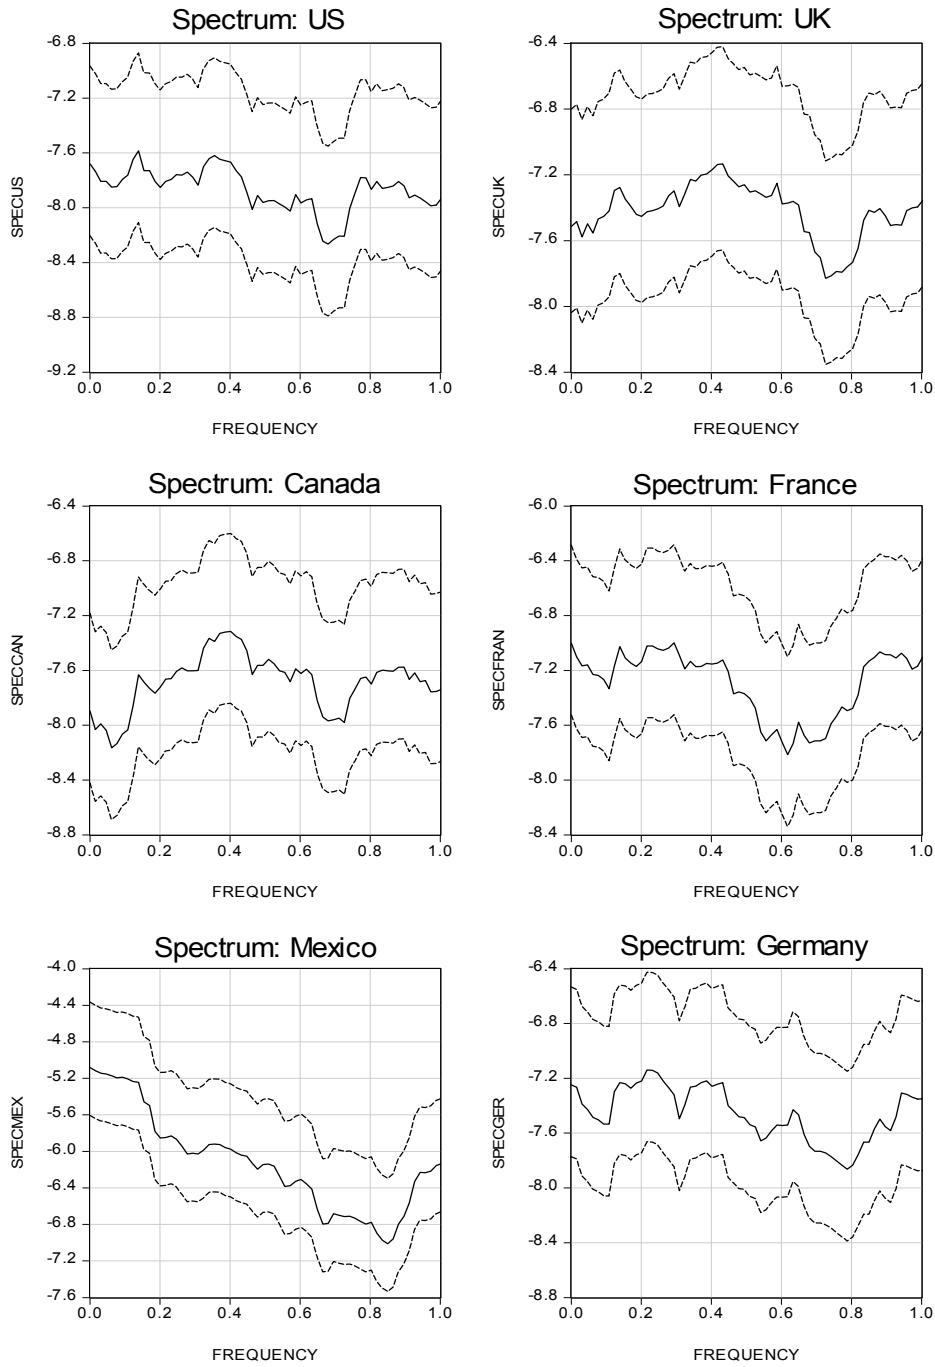 Spectrum: US
-6.8
-7.2
-7.6
-8.0
-8.4
-8.8
-9.2
SPECUS
0.0 0.2 0.4 0.6 0.8 1.0
FREQUENCY
Spectrum: UK
-6.4
-6.8
-7.2
-7.6
-8.0
-8.4
SPECUK
0.0 0.2 0.4 0.6 0.8 1.0
FREQUENCY
Spectrum: Canada
-6.4
-6.8
-7.2
-7.6
-8.0
-8.4
-8.8
SPECCAN
0.0 0.2 0.4 0.6 0.8 1.0
FREQUENCY
Spectrum: France
-6.0
-6.4
-6.8
-7.2
-7.6
-8.0
-8.4
SPECFRAN
0.0 0.2 0.4 0.6 0.8 1.0
FREQUENCY
Spectrum: Mexico
-4.0
-4.4
-4.8
-5.2
-5.6
-6.0
-6.4
-6.8
-7.2
-7.6
SPECMEX
0.0 0.2 0.4 0.6 0.8 1.0
FREQUENCY
Spectrum: Germany
-6.4
-6.8
-7.2
-7.6
-8.0
-8.4
-8.8
SPECGER
0.0 0.2 0.4 0.6 0.8 1.0
FREQUENCY